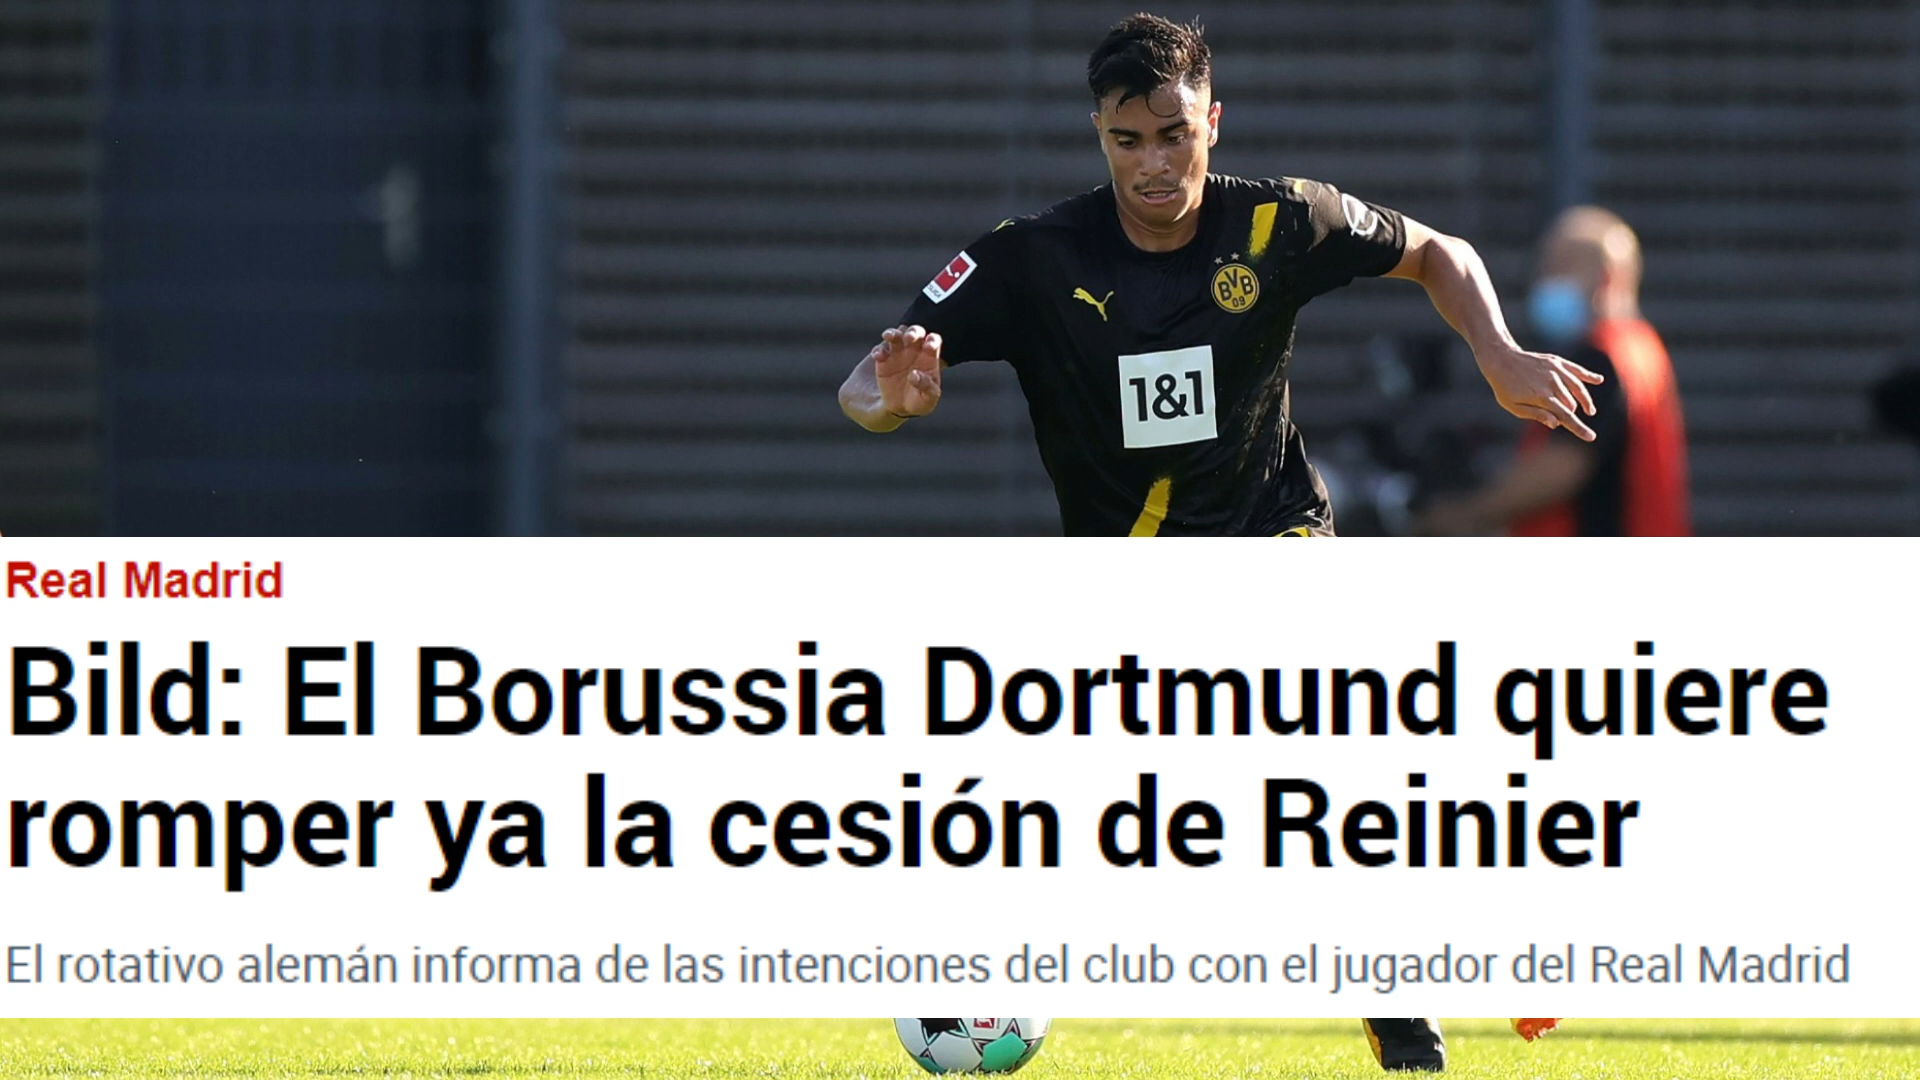 BVB
09
1&1
Real Madrid
Bild: El Borussia Dortmund quiere
romper ya la cesión de Reinier
El rotativo alemán informa de las intenciones del club con el jugador del Real Madrid